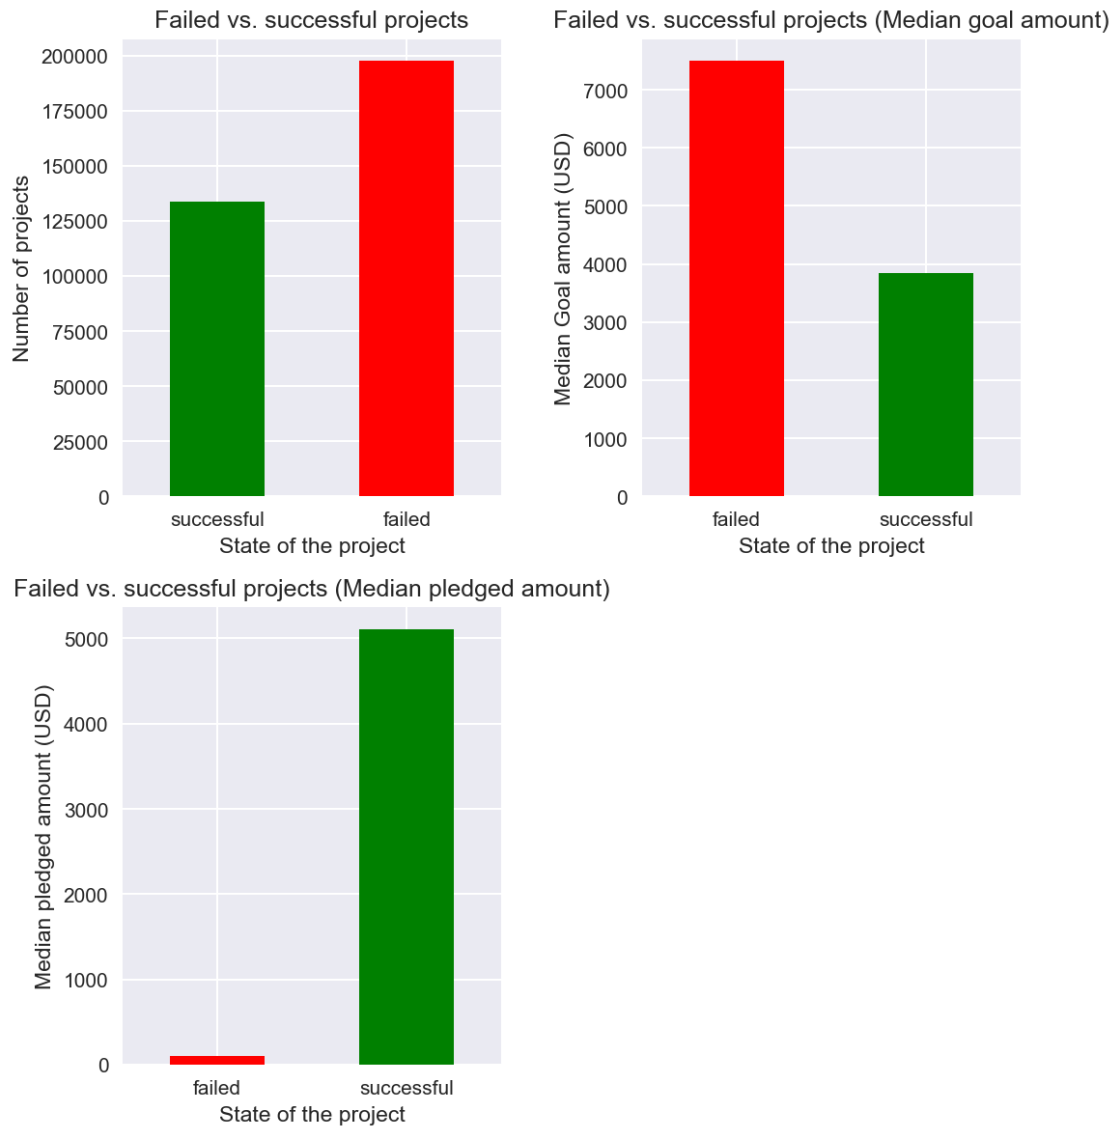 Failed vs. successful projects
Number of projects
200000
175000
150000
125000
100000
75000
50000
25000
0
successful failed
State of the project
Failed vs. successful projects (Median goal amount)
Median Goal amount (USD)
7000
6000
5000
4000
3000
2000
1000
0
failed successful
State of the project
Failed vs. successful projects (Median pledged amount)
Median pledged amount (USD)
5000
4000
3000
2000
1000
0
failed successful
State of the project